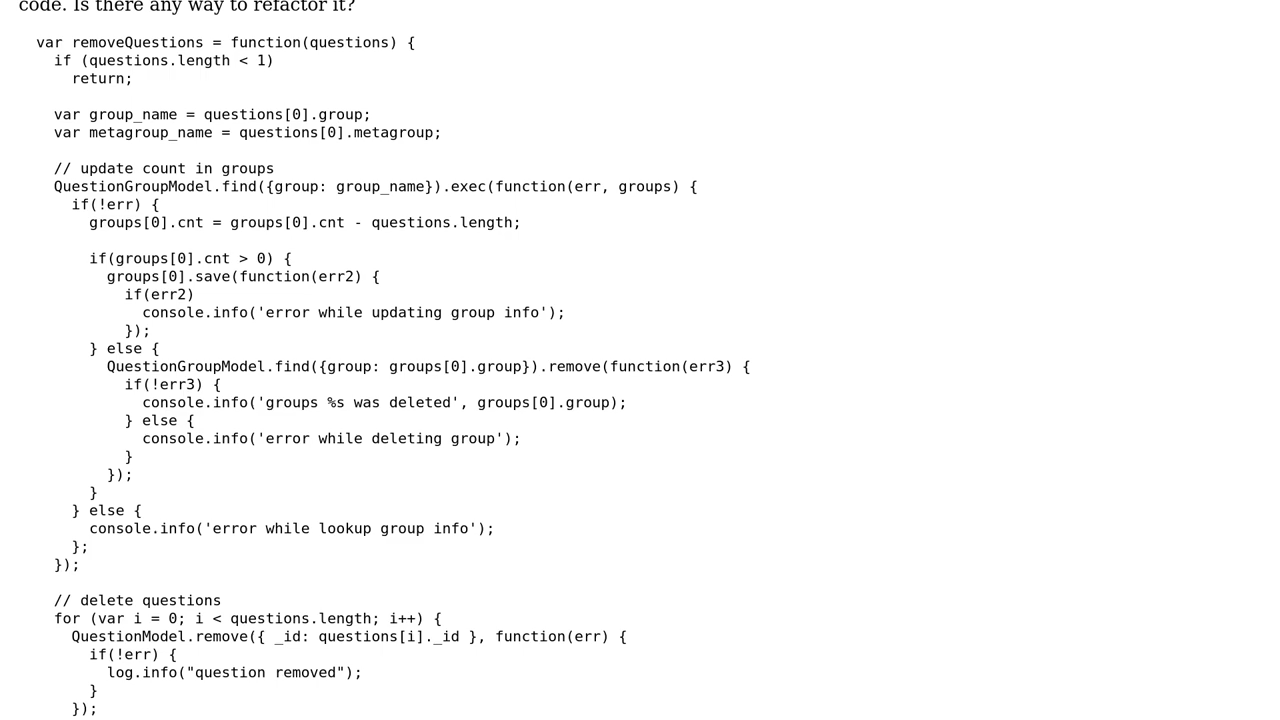 code. Is there any way to refactor it?
var removeQuestions = function(questions) {
  if (questions.length < 1)
    return;

  var group_name = questions[0].group;
  var metagroup_name = questions[0].metagroup;

  // update count in groups
  QuestionGroupModel.find({group: group_name}).exec(function(err, groups) {
    if(!err) {
      groups[0].cnt = groups[0].cnt - questions.length;

      if(groups[0].cnt > 0) {
        groups[0].save(function(err2) {
          if(err2)
            console.info('error while updating group info');
          });
      } else {
        QuestionGroupModel.find({group: groups[0].group}).remove(function(err3) {
          if(!err3) {
            console.info('groups %s was deleted', groups[0].group);
          } else {
            console.info('error while deleting group');
          }
        });
      }
    } else {
      console.info('error while lookup group info');
    };
  });

  // delete questions
  for (var i = 0; i < questions.length; i++) {
    QuestionModel.remove({ _id: questions[i]._id }, function(err) {
      if(!err) {
        log.info("question removed");
      }
    });